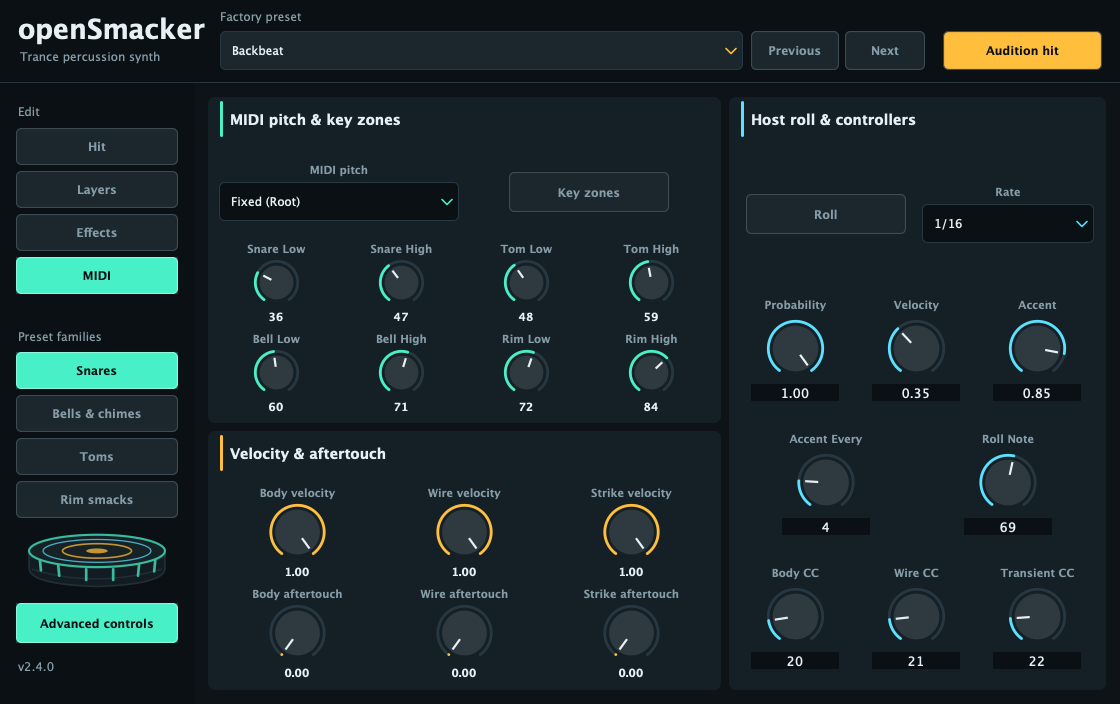 openSmacker
Trance percussion synth
Factory preset
Backbeat
Previous
Next
Audition hit
Edit
Hit
Layers
Effects
MIDI
Preset families
Snares
Bells & chimes
Toms
Rim smacks
Advanced controls
v2.4.0
MIDI pitch & key zones
MIDI pitch
Fixed (Root)
Key zones
Snare Low Snare High Tom Low Tom High
36 47 48 59
Bell Low Bell High Rim Low Rim High
60 71 72 84
Velocity & aftertouch
Body velocity Wire velocity Strike velocity
1.00 1.00 1.00
Body aftertouch Wire aftertouch Strike aftertouch
0.00 0.00 0.00
Host roll & controllers
Roll
Rate
1/16
Probability Velocity Accent
1.00 0.35 0.85
Accent Every Roll Note
4 69
Body CC Wire CC Transient CC
20 21 22